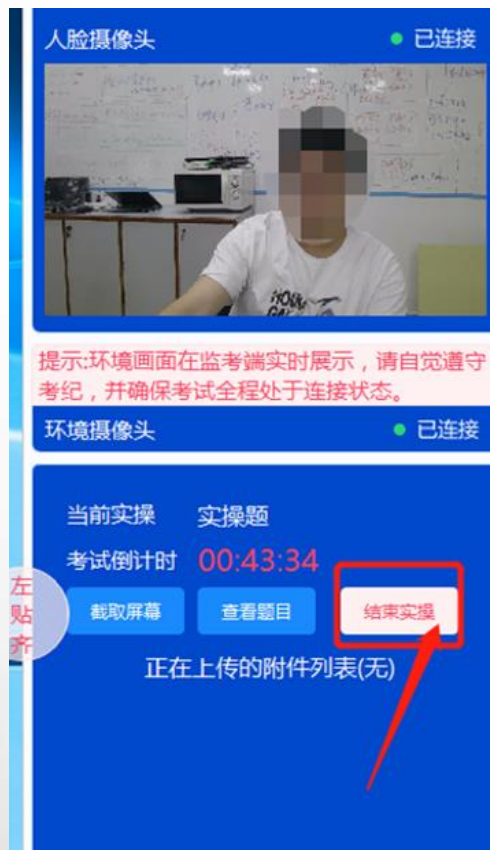 人脸摄像头
已连接
提示:环境画面在监考端实时展示，请自觉遵守
考纪，并确保考试全程处于连接状态。
环境摄像头
已连接
当前实操 实操题
考试倒计时 00:43:34
左贴齐
截取屏幕 查看题目 结束实操
正在上传的附件列表(无)